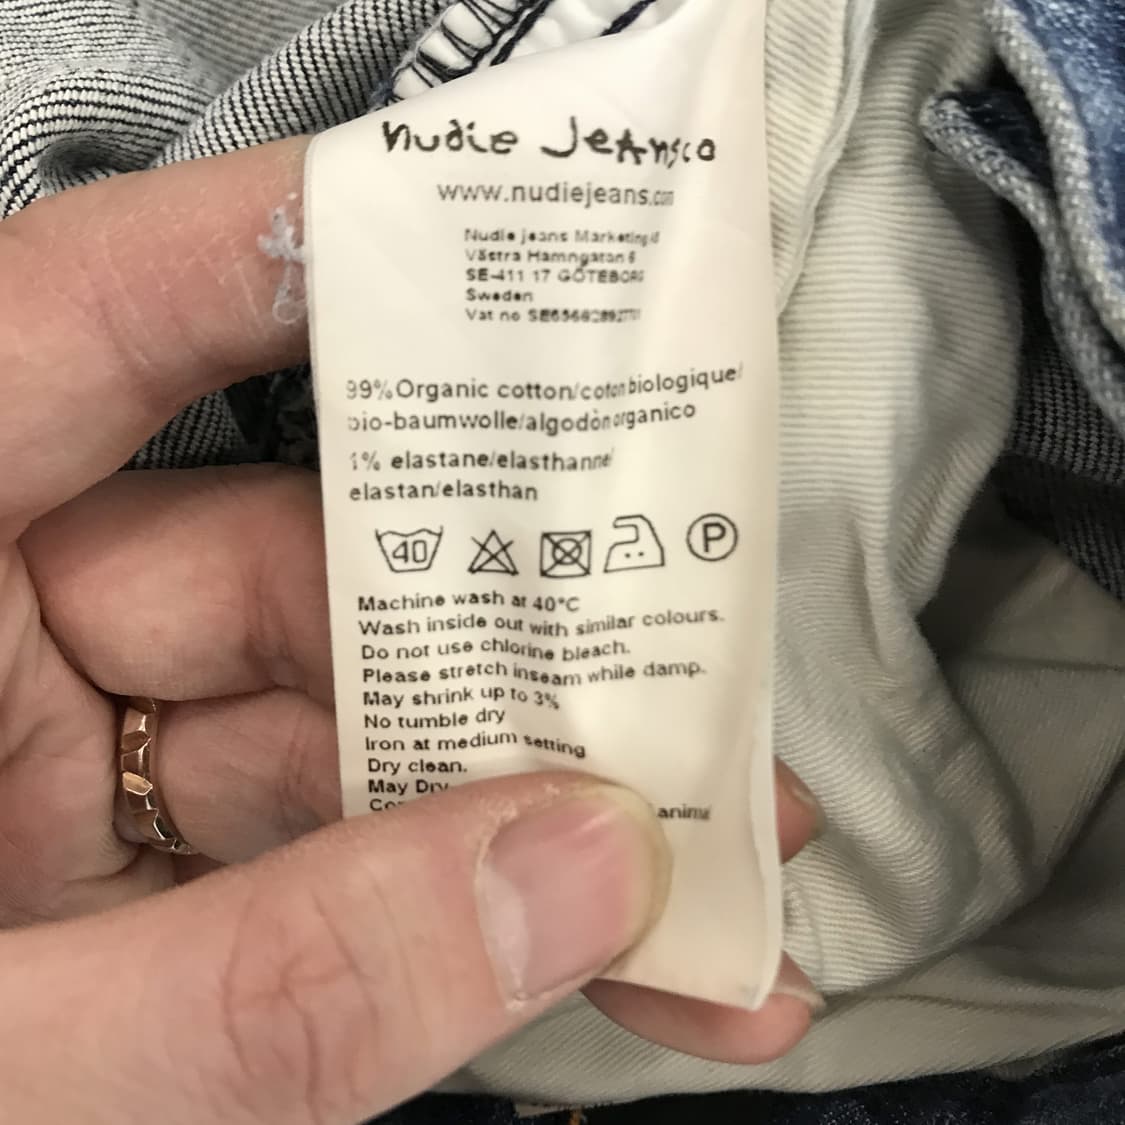 nudie Jeans co
www.nudiejeans.com
Nudie Jeans Marketing
Västra Hamngatan 6
SE-411 17 GÖTEBORG
Sweden
Vat no
99%Organic cotton/coton biologique/
bio-baumwolle/algodòn organico
1% elastane/elasthanne/
elastan/elasthan
40 P
Machine wash at 40°C
Wash inside out with similar colours.
Do not use chlorine bleach.
Please stretch inseam while damp.
May shrink up to 3%
No tumble dry
Iron at medium setting
Dry clean.
May Dry
animal